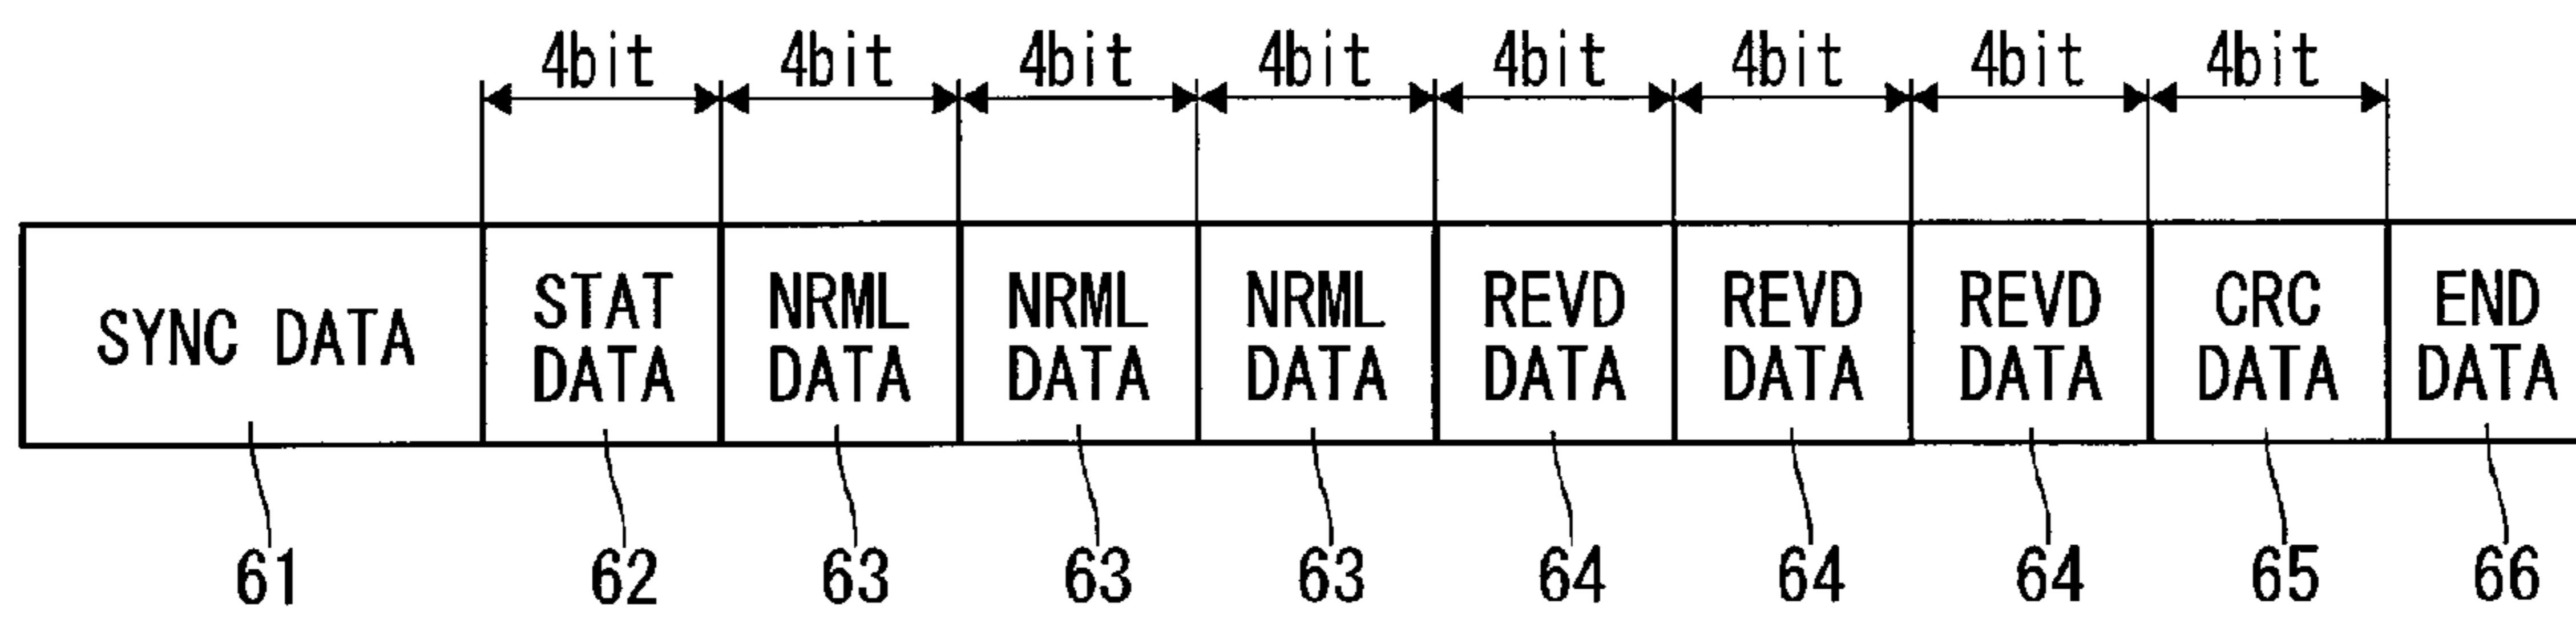 4bit 4bit 4bit 4bit 4bit 4bit 4bit 4bit
SYNC DATA
STAT
DATA
NRML
DATA
NRML
DATA
NRML
DATA
REVD
DATA
REVD
DATA
REVD
DATA
CRC
DATA
END
DATA
61 62 63 63 63 64 64 64 65 66